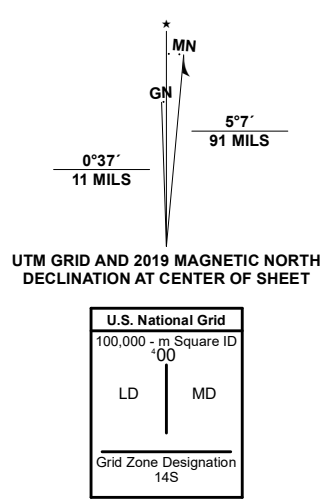 ★
MN
GN
5°7´
91 MILS
0°37´
11 MILS
UTM GRID AND 2019 MAGNETIC NORTH
DECLINATION AT CENTER OF SHEET
U.S. National Grid
100,000 - m Square ID
⁴00
LD MD
Grid Zone Designation
14S